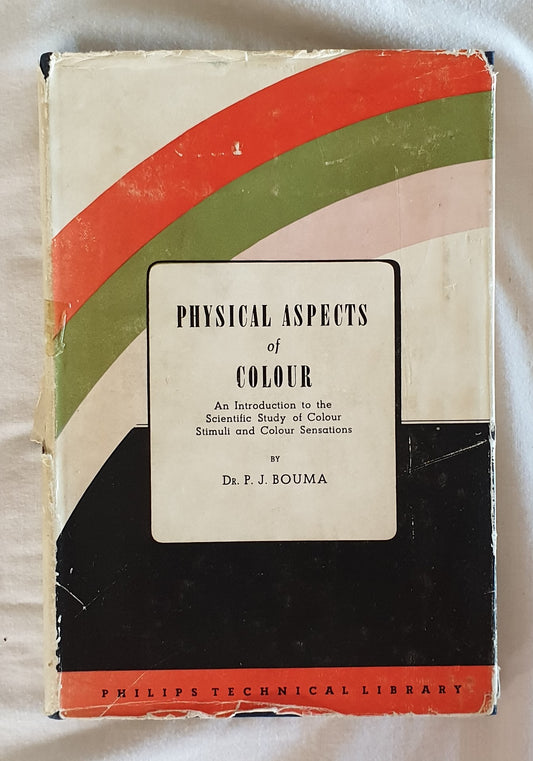 PHYSICAL ASPECTS
of
COLOUR
An Introduction to the
Scientific Study of Colour
Stimuli and Colour Sensations
BY
DR. P. J. BOUMA
PHILIPS TECHNICAL LIBRARY